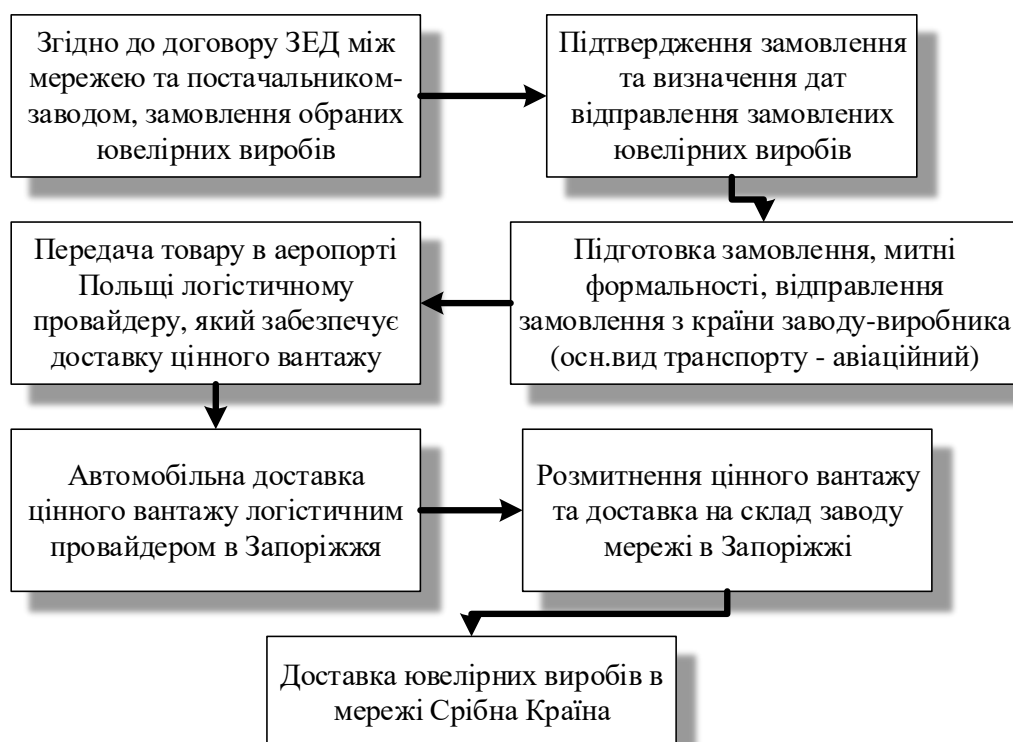 Згідно до договору ЗЕД між
мережею та постачальником-
заводом, замовлення обраних
ювелірних виробів
Підтвердження замовлення
та визначення дат
відправлення замовлених
ювелірних виробів
Підготовка замовлення, митні
формальності, відправлення
замовлення з країни заводу-виробника
(осн.вид транспорту - авіаційний)
Передача товару в аеропорті
Польщі логістичному
провайдеру, який забезпечує
доставку цінного вантажу
Автомобільна доставка
цінного вантажу логістичним
провайдером в Запоріжжя
Розмитнення цінного вантажу
та доставка на склад заводу
мережі в Запоріжжі
Доставка ювелірних виробів в
мережі Срібна Країна